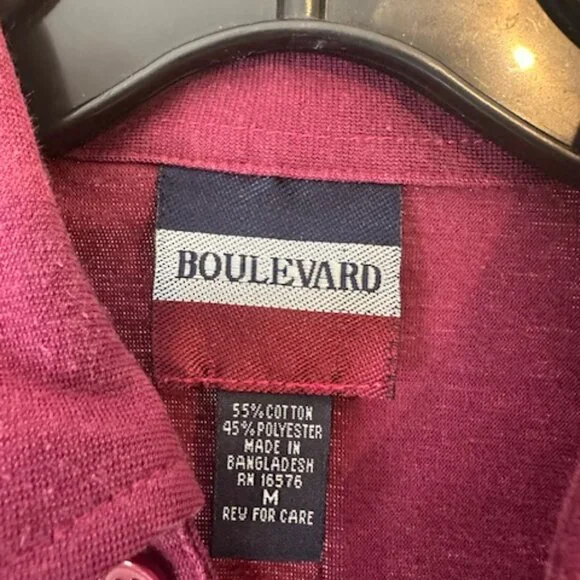 BOULEVARD
55% COTTON
45% POLYESTER
MADE IN
BANGLADESH
RN 16576
M
REV FOR CARE